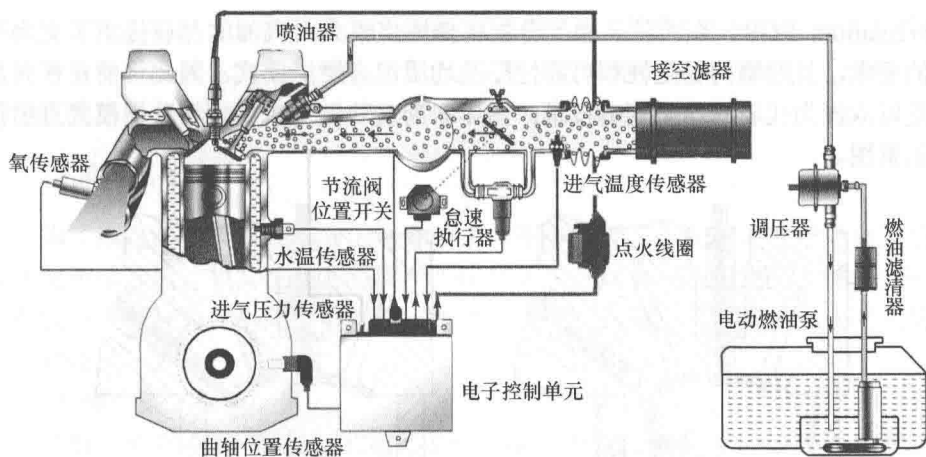 喷油器
接空滤器
氧传感器
节流阀
位置开关
怠速
执行器
进气温度传感器
水温传感器
点火线圈
调压器
燃油滤清器
进气压力传感器
电动燃油泵
电子控制单元
曲轴位置传感器